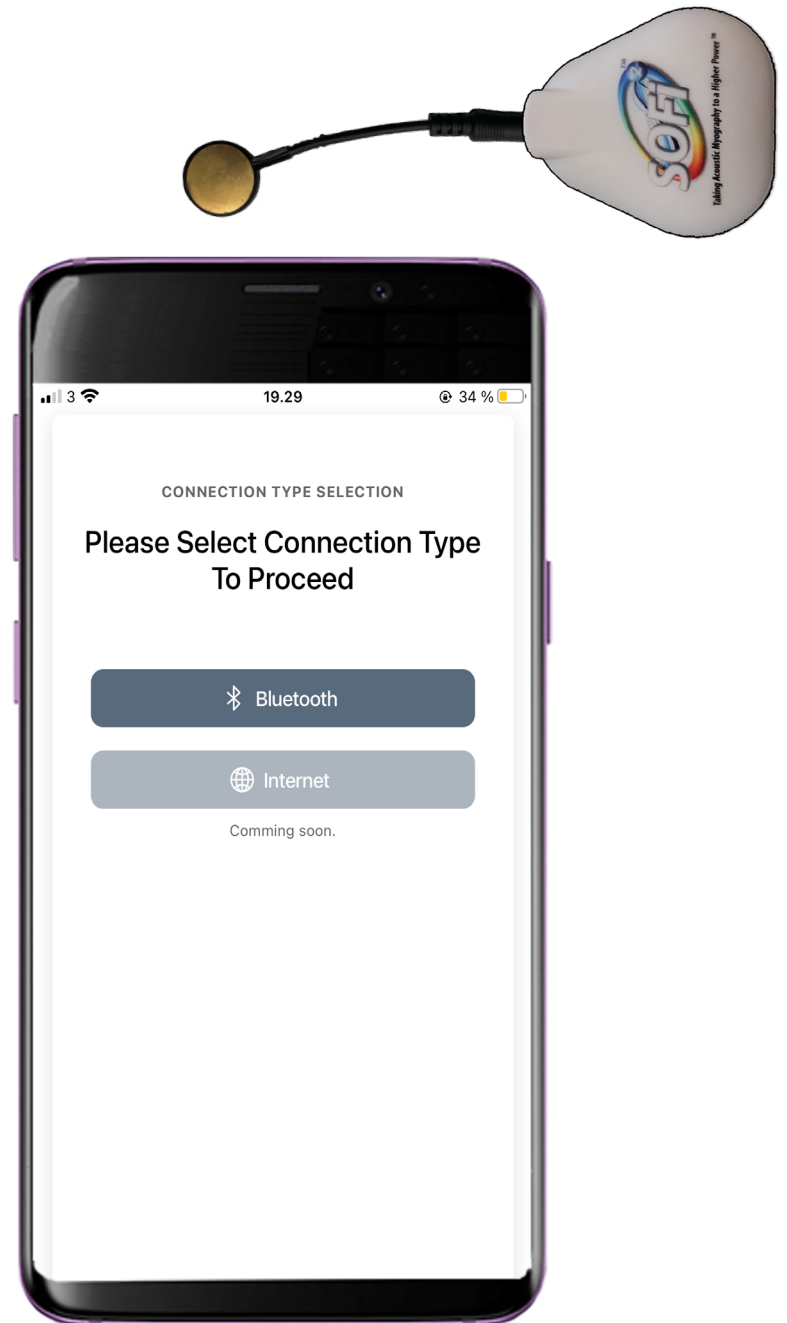 SOFI²™
Taking Acoustic Myography to a Higher Power™
3
19.29
34 %
CONNECTION TYPE SELECTION
Please Select Connection Type
To Proceed
Bluetooth
Internet
Comming soon.